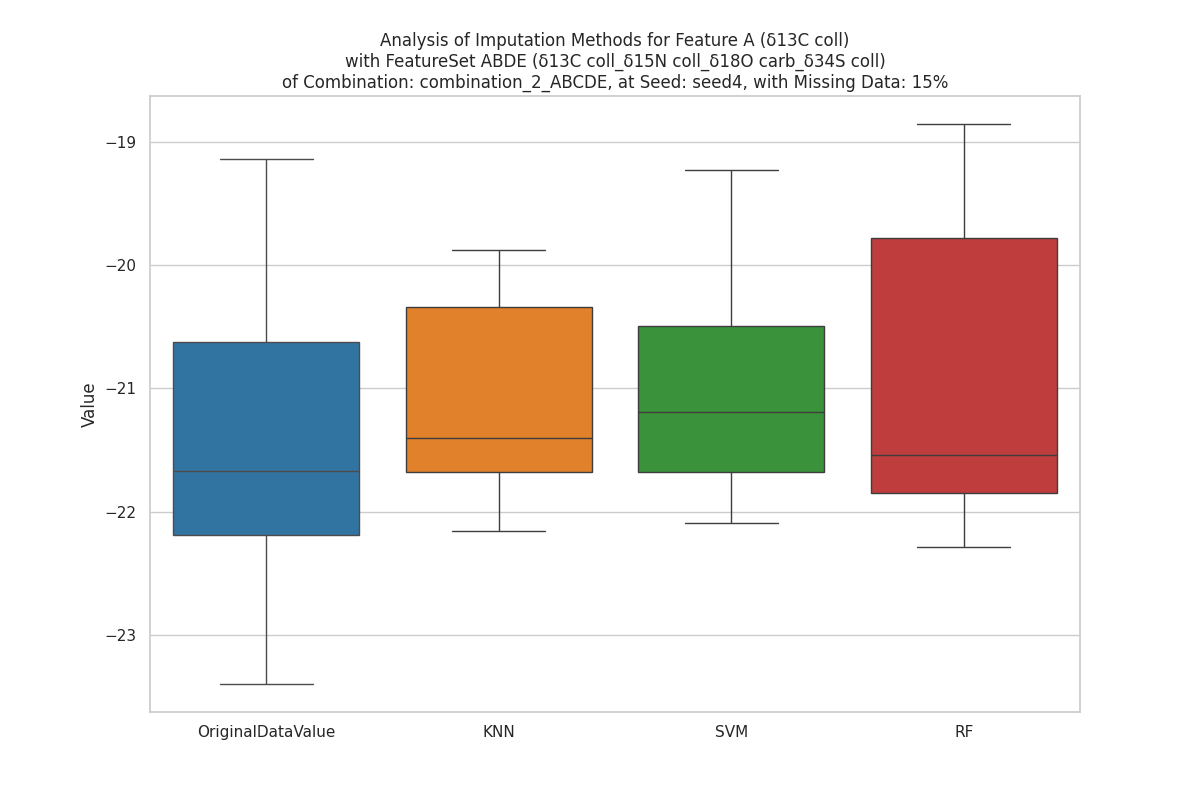 Analysis of Imputation Methods for Feature A (δ13C coll)
with FeatureSet ABDE (δ13C coll_δ15N coll_δ18O carb_δ34S coll)
of Combination: combination_2_ABCDE, at Seed: seed4, with Missing Data: 15%
−19
−20
−21
−22
−23
Value
OriginalDataValue
KNN
SVM
RF